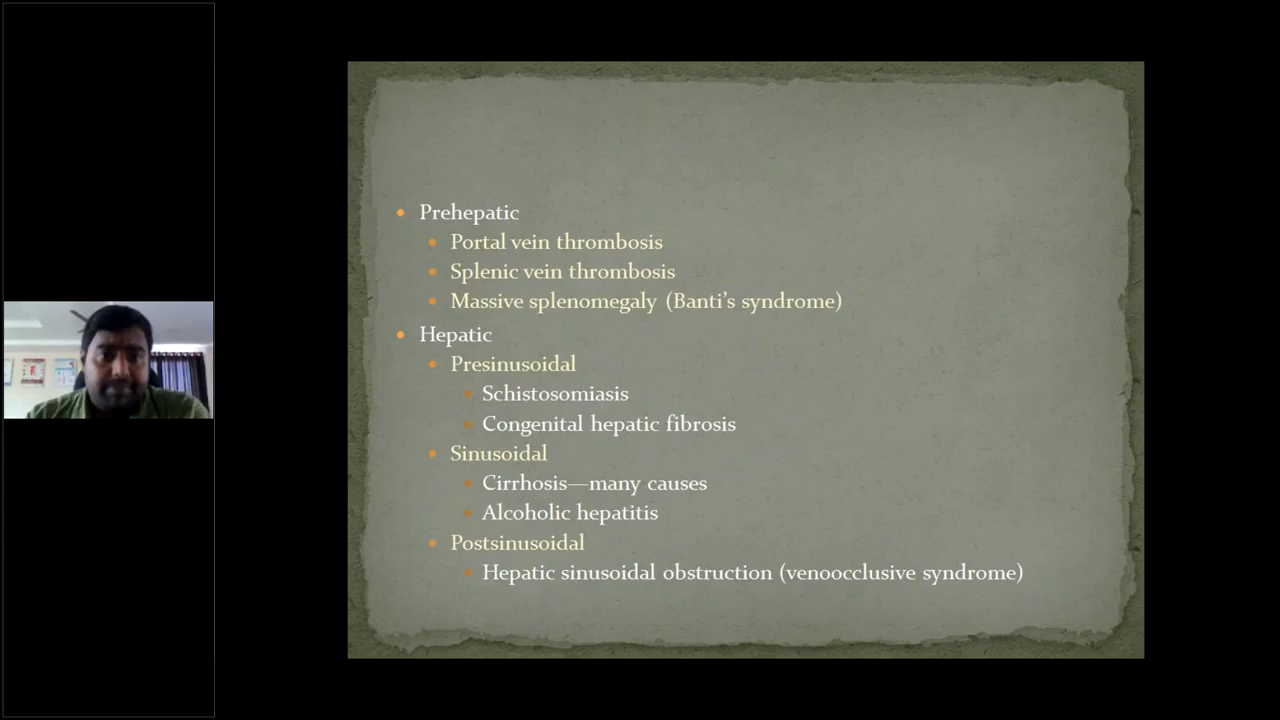 Prehepatic
Portal vein thrombosis
Splenic vein thrombosis
Massive splenomegaly (Banti’s syndrome)
Hepatic
Presinusoidal
Schistosomiasis
Congenital hepatic fibrosis
Sinusoidal
Cirrhosis—many causes
Alcoholic hepatitis
Postsinusoidal
Hepatic sinusoidal obstruction (venoocclusive syndrome)